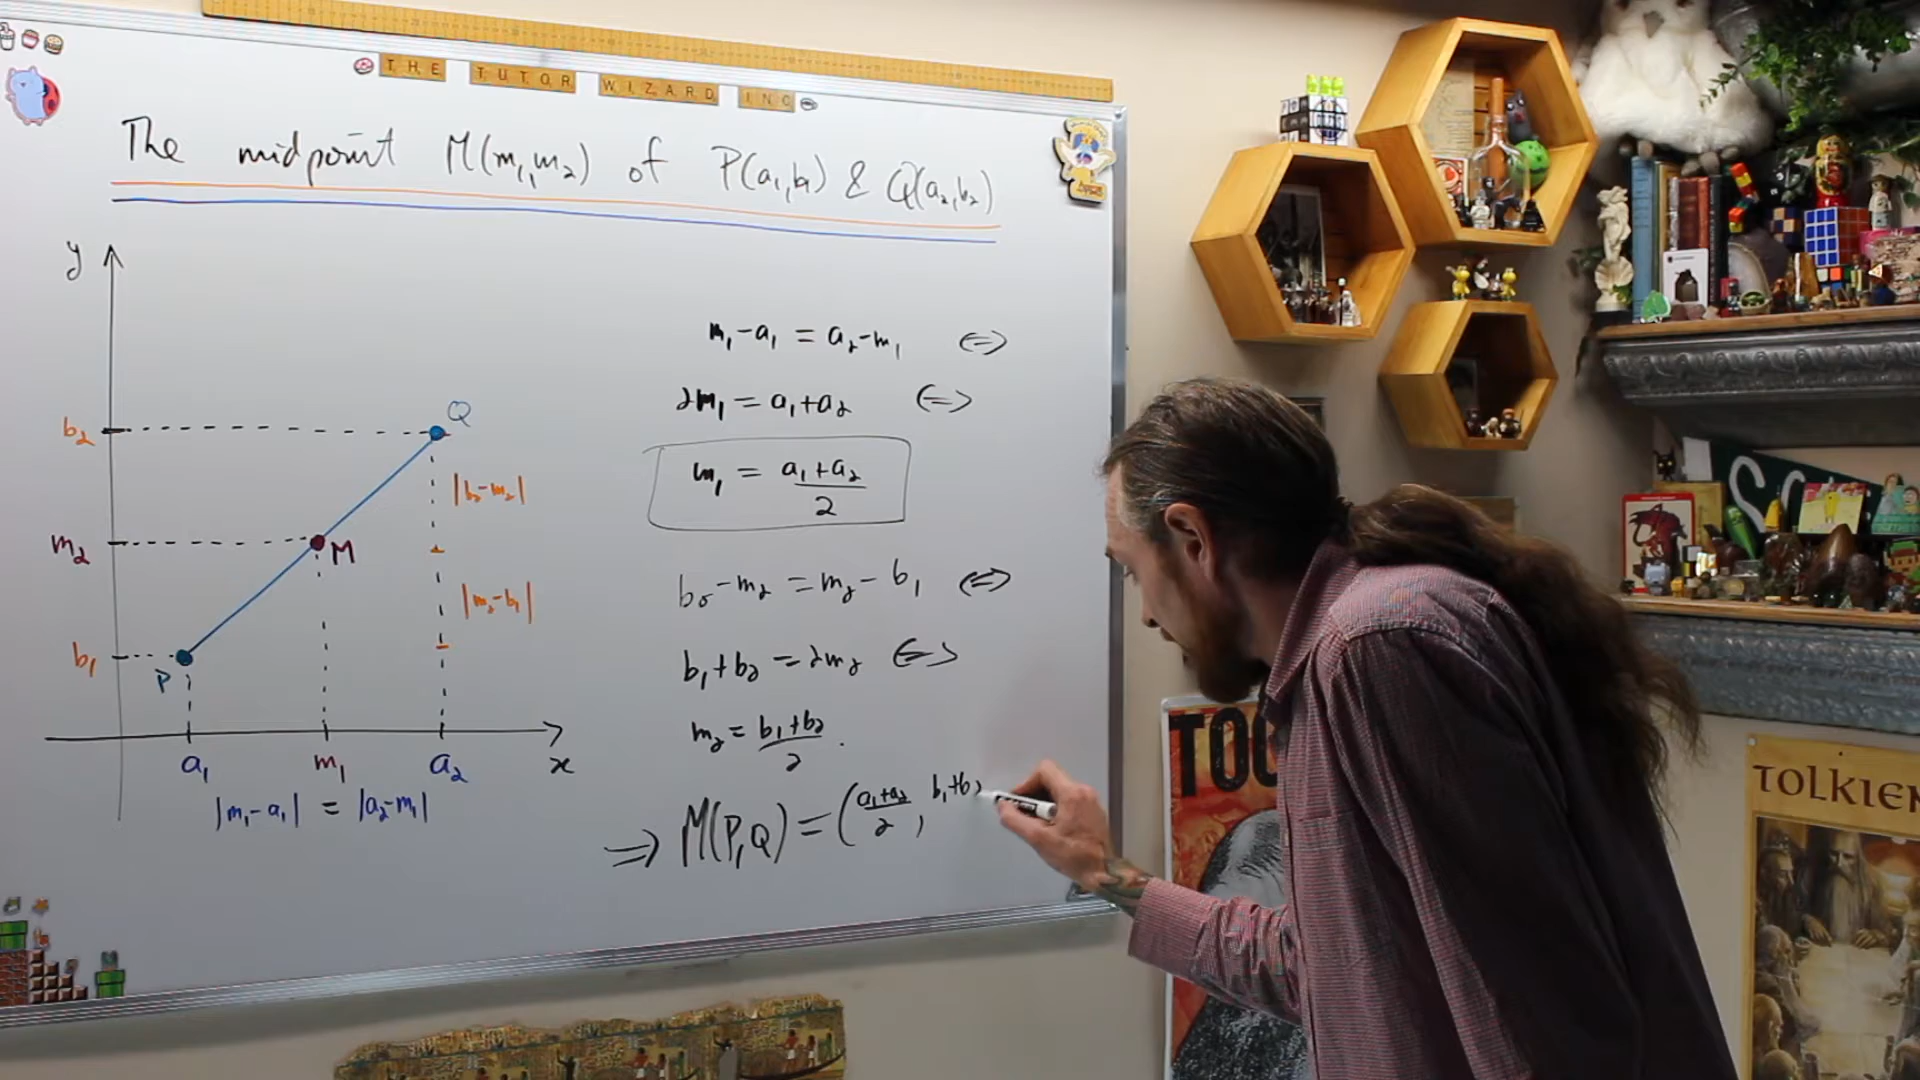 THE TUTOR WIZARD INC
The midpoint M(m₁,m₂) of P(a₁,b₁) & Q(a₂,b₂)
y
b₂
Q
|b₂-m₂|
m₂
M
|m₂-b₁|
b₁
P
a₁ m₁ a₂ x
|m₁-a₁| = |a₂-m₁|
m₁-a₁ = a₂-m₁ ⇔
2m₁ = a₁+a₂ ⇔
m₁ = (a₁+a₂)/2
b₂-m₂ = m₂-b₁ ⇔
b₁+b₂ = 2m₂ ⇔
m₂ = (b₁+b₂)/2.
⇒ M(P,Q) = ((a₁+a₂)/2, b₁+b₂
TOO
TOLKIEN